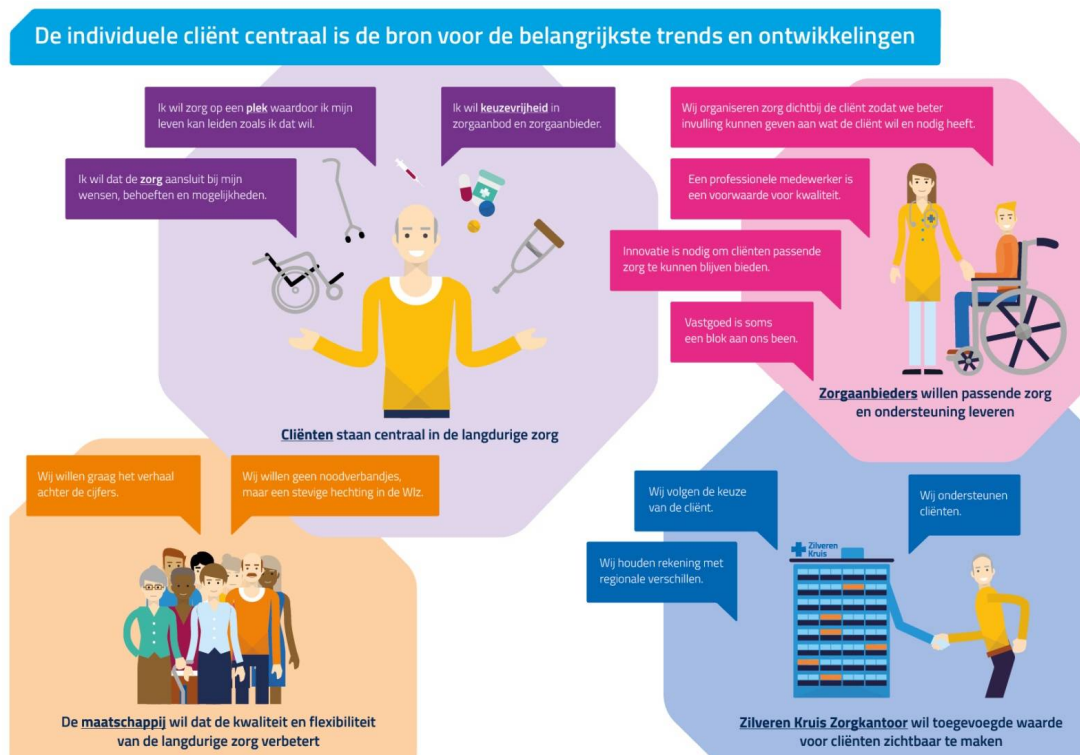 De individuele cliënt centraal is de bron voor de belangrijkste trends en ontwikkelingen
Ik wil zorg op een plek waardoor ik mijn
leven kan leiden zoals ik dat wil.
Ik wil keuzevrijheid in
zorgaanbod en zorgaanbieder.
Ik wil dat de zorg aansluit bij mijn
wensen, behoeften en mogelijkheden.
Cliënten staan centraal in de langdurige zorg
Wij organiseren zorg dichtbij de cliënt zodat we beter
invulling kunnen geven aan wat de cliënt wil en nodig heeft.
Een professionele medewerker is
een voorwaarde voor kwaliteit.
Innovatie is nodig om cliënten passende
zorg te kunnen blijven bieden.
Vastgoed is soms
een blok aan ons been.
Zorgaanbieders willen passende zorg
en ondersteuning leveren
Wij willen graag het verhaal
achter de cijfers.
Wij willen geen noodverbandjes,
maar een stevige hechting in de Wlz.
De maatschappij wil dat de kwaliteit en flexibiliteit
van de langdurige zorg verbetert
Wij volgen de keuze
van de cliënt.
Wij ondersteunen
cliënten.
Wij houden rekening met
regionale verschillen.
Zilveren
Kruis
Zilveren Kruis Zorgkantoor wil toegevoegde waarde
voor cliënten zichtbaar te maken